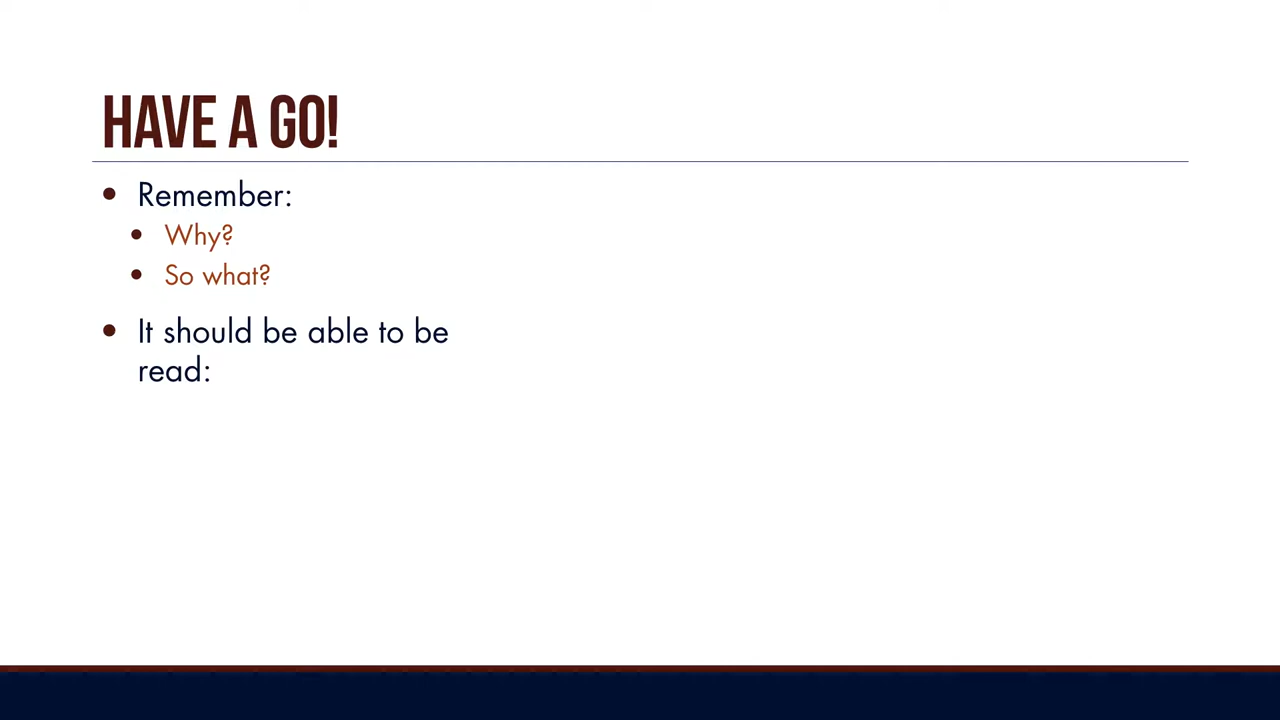 HAVE A GO!
Remember:
Why?
So what?
It should be able to be
read: